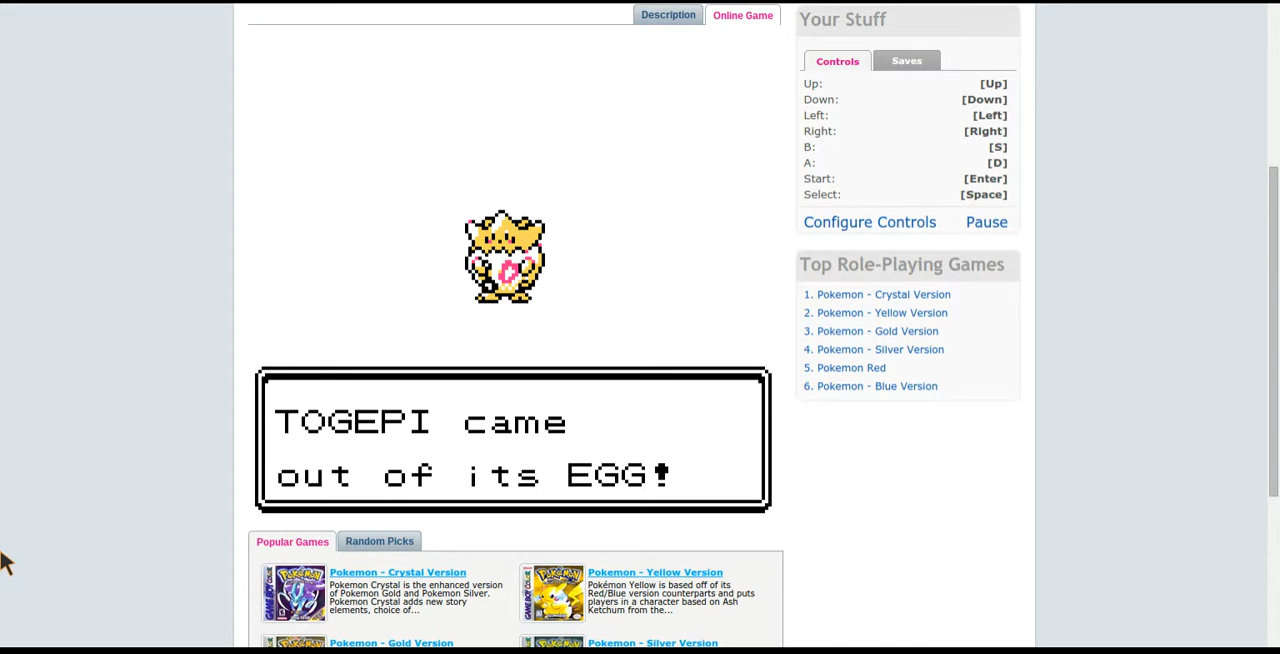 Description
Online Game
TOGEPI came
out of its EGG!
Your Stuff
Controls
Saves
Up: [Up]
Down: [Down]
Left: [Left]
Right: [Right]
B: [S]
A: [D]
Start: [Enter]
Select: [Space]
Configure Controls
Pause
Top Role-Playing Games
1. Pokemon - Crystal Version
2. Pokemon - Yellow Version
3. Pokemon - Gold Version
4. Pokemon - Silver Version
5. Pokemon Red
6. Pokemon - Blue Version
Popular Games
Random Picks
Pokemon - Crystal Version
Pokemon Crystal is the enhanced version
of Pokemon Gold and Pokemon Silver.
Pokemon Crystal adds new story
elements, choice of...
Pokemon - Yellow Version
Pokémon Yellow is based off of its
Red/Blue version counterparts and puts
players in a character based on Ash
Ketchum from the...
Pokemon - Gold Version
Pokemon - Silver Version